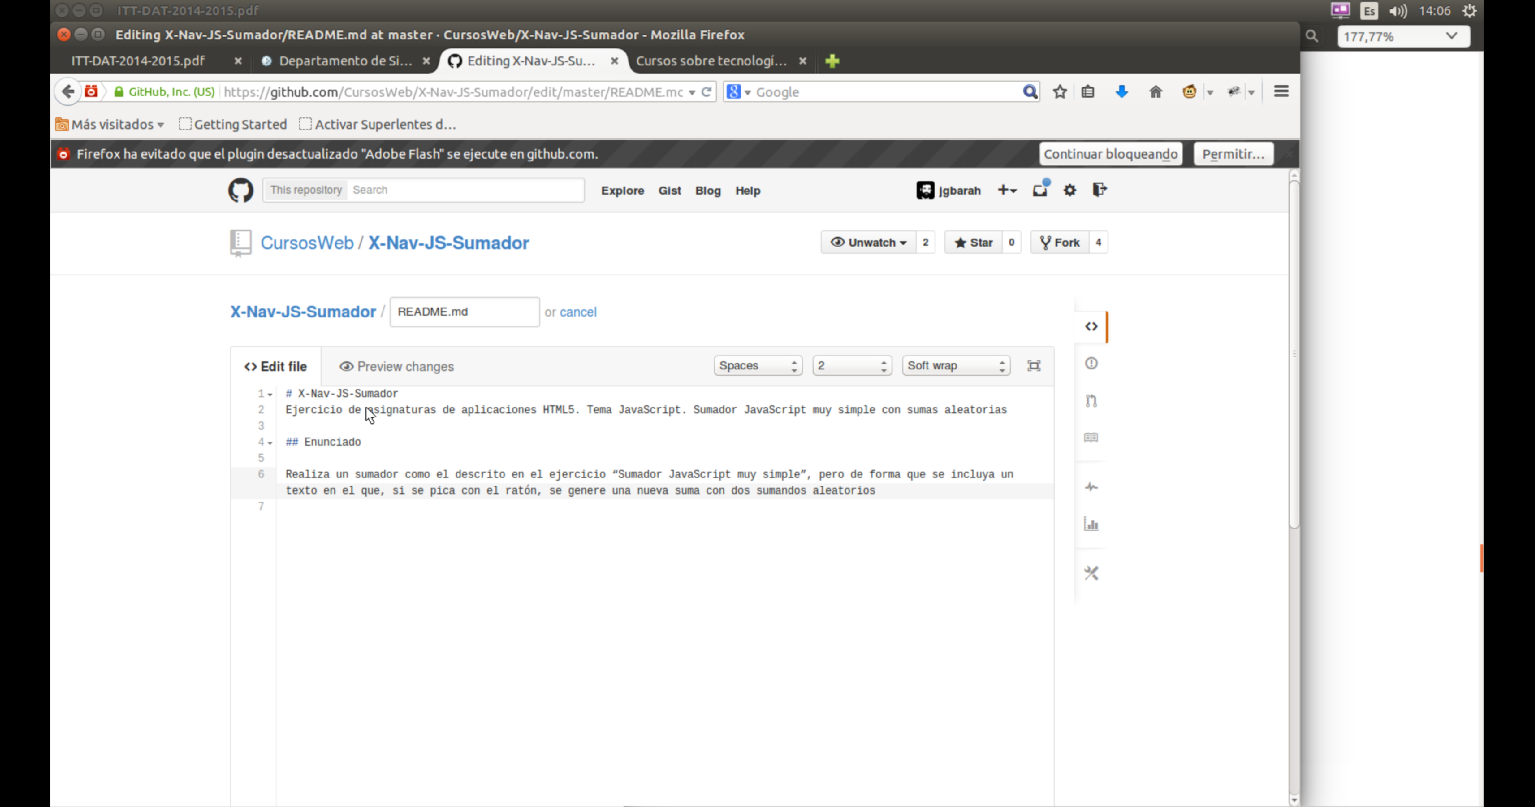 ITT-DAT-2014-2015.pdf
Es 14:06
Editing X-Nav-JS-Sumador/README.md at master · CursosWeb/X-Nav-JS-Sumador - Mozilla Firefox
177,77%
ITT-DAT-2014-2015.pdf × Departamento de Si... × Editing X-Nav-JS-Su... × Cursos sobre tecnologí... ×
GitHub, Inc. (US) https://github.com/CursosWeb/X-Nav-JS-Sumador/edit/master/README.mc Google
Más visitados Getting Started Activar Superlentes d...
Firefox ha evitado que el plugin desactualizado "Adobe Flash" se ejecute en github.com. Continuar bloqueando Permitir...
This repository Search Explore Gist Blog Help jgbarah
CursosWeb / X-Nav-JS-Sumador Unwatch 2 Star 0 Fork 4
X-Nav-JS-Sumador / README.md or cancel
<> Edit file Preview changes Spaces 2 Soft wrap
1 # X-Nav-JS-Sumador
2 Ejercicio de asignaturas de aplicaciones HTML5. Tema JavaScript. Sumador JavaScript muy simple con sumas aleatorias
3
4 ## Enunciado
5
6 Realiza un sumador como el descrito en el ejercicio “Sumador JavaScript muy simple”, pero de forma que se incluya un
texto en el que, si se pica con el ratón, se genere una nueva suma con dos sumandos aleatorios
7